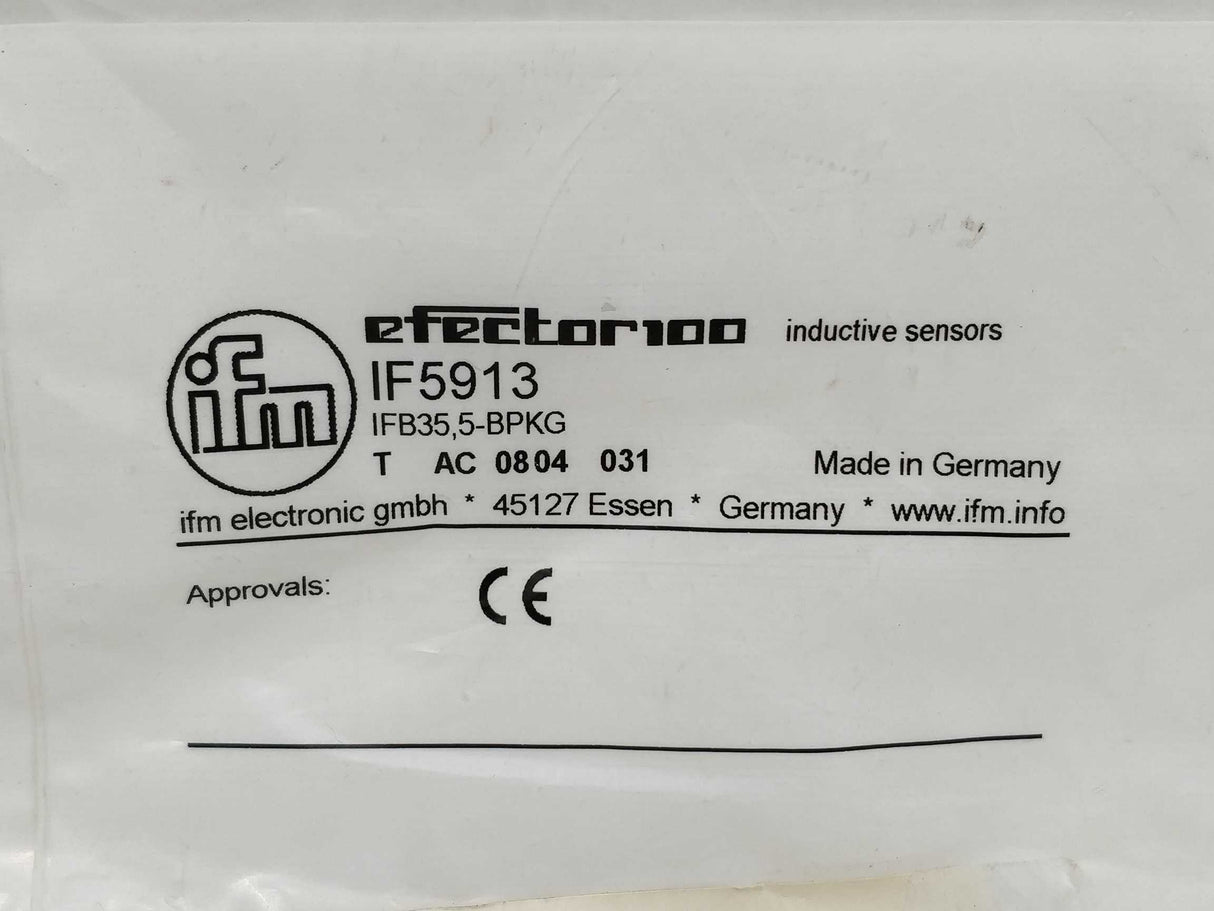 ifm
efector100 inductive sensors
IF5913
IFB35,5-BPKG
T AC 0804 031 Made in Germany
ifm electronic gmbh * 45127 Essen * Germany * www.ifm.info
Approvals: CE